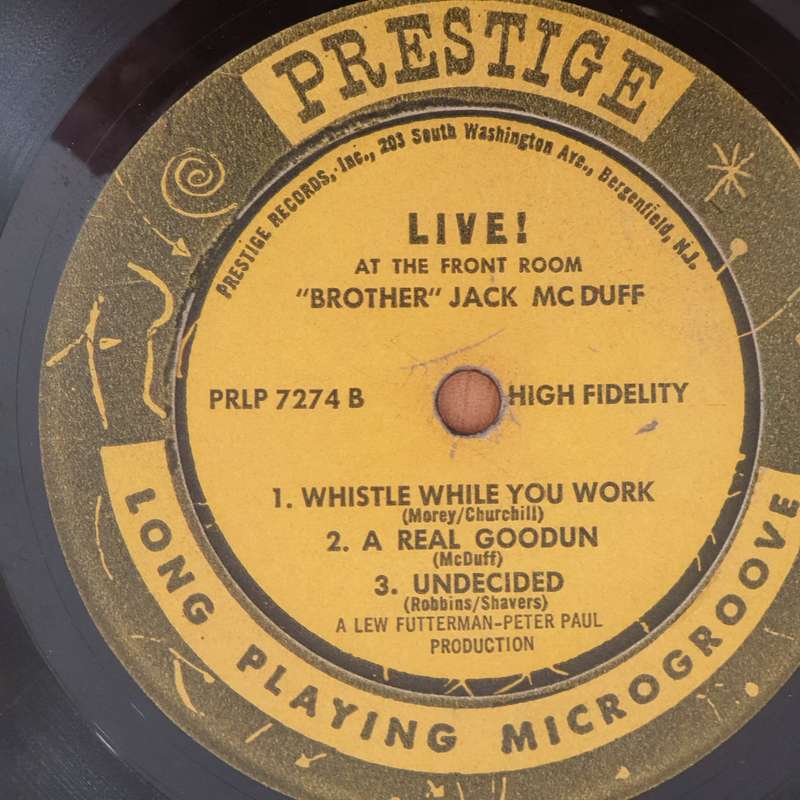 PRESTIGE
PRESTIGE RECORDS, Inc., 203 South Washington Ave., Bergenfield, N.J.
LIVE!
AT THE FRONT ROOM
"BROTHER" JACK MC DUFF
PRLP 7274 B HIGH FIDELITY
1. WHISTLE WHILE YOU WORK
(Morey/Churchill)
2. A REAL GOODUN
(McDuff)
3. UNDECIDED
(Robbins/Shavers)
A LEW FUTTERMAN-PETER PAUL
PRODUCTION
LONG PLAYING MICROGROOVE